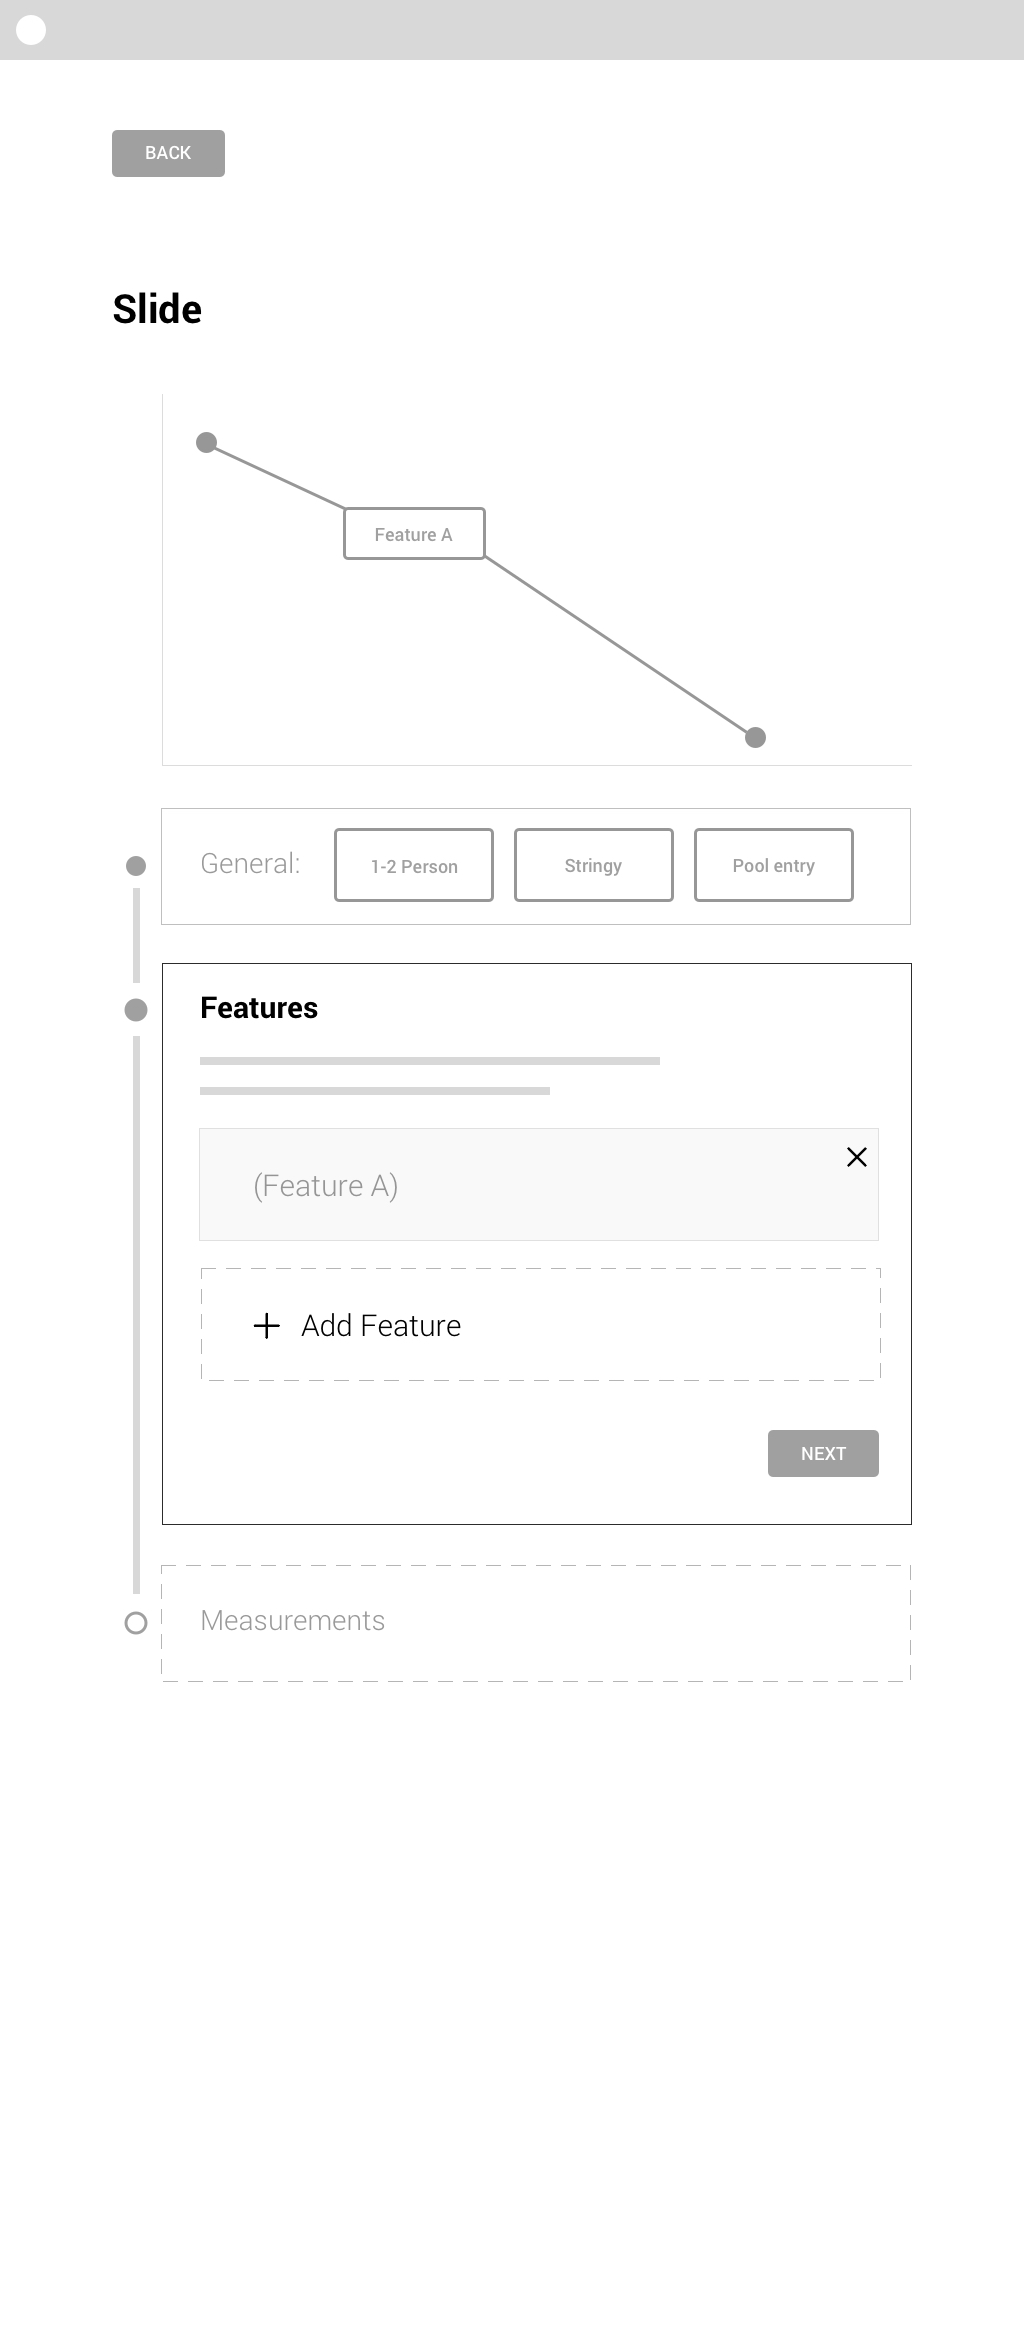 BACK
Slide
Feature A
General:
1-2 Person
Stringy
Pool entry
Features
(Feature A)
Add Feature
NEXT
Measurements